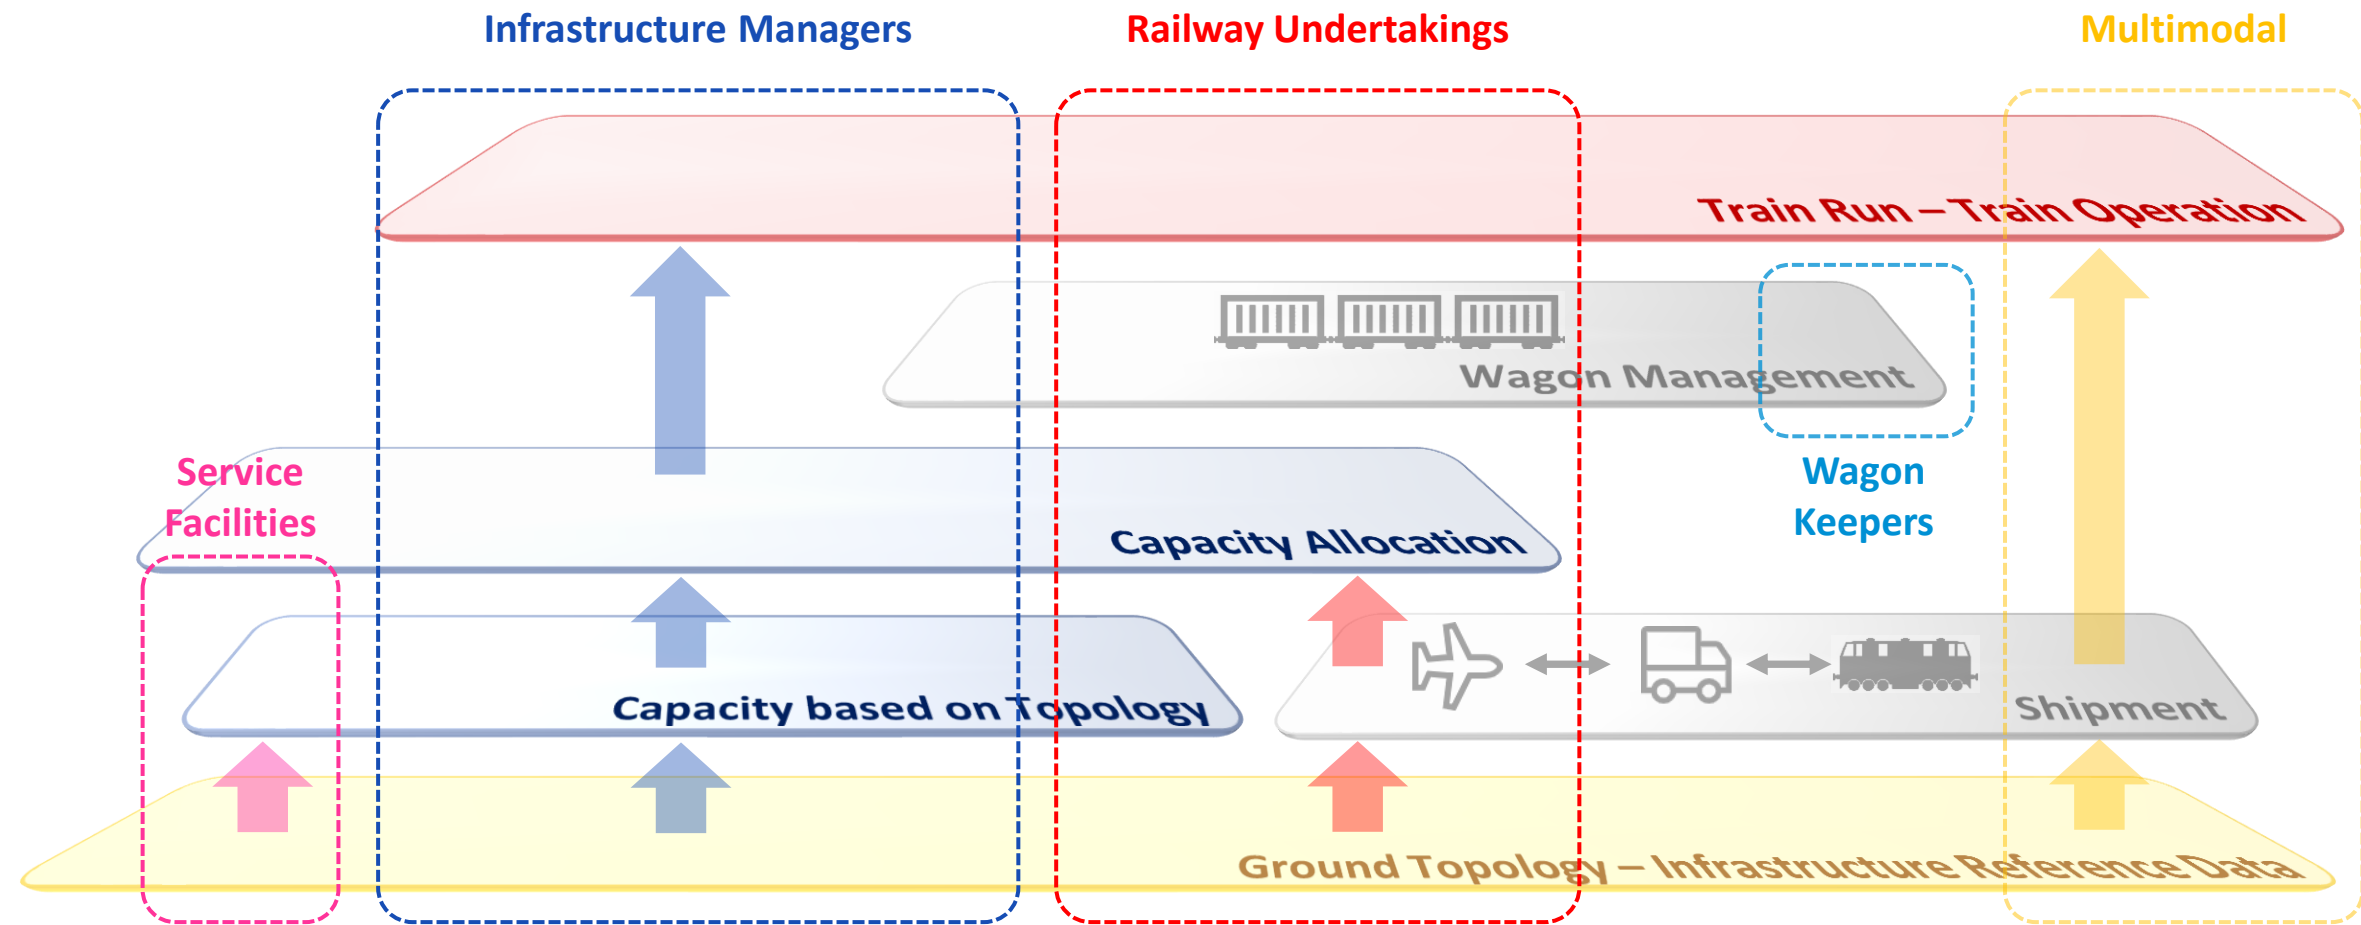 Infrastructure Managers
Railway Undertakings
Multimodal
Train Run – Train Operation
Wagon Management
Service
Facilities
Wagon
Keepers
Capacity Allocation
Capacity based on Topology
Shipment
Ground Topology – Infrastructure Reference Data